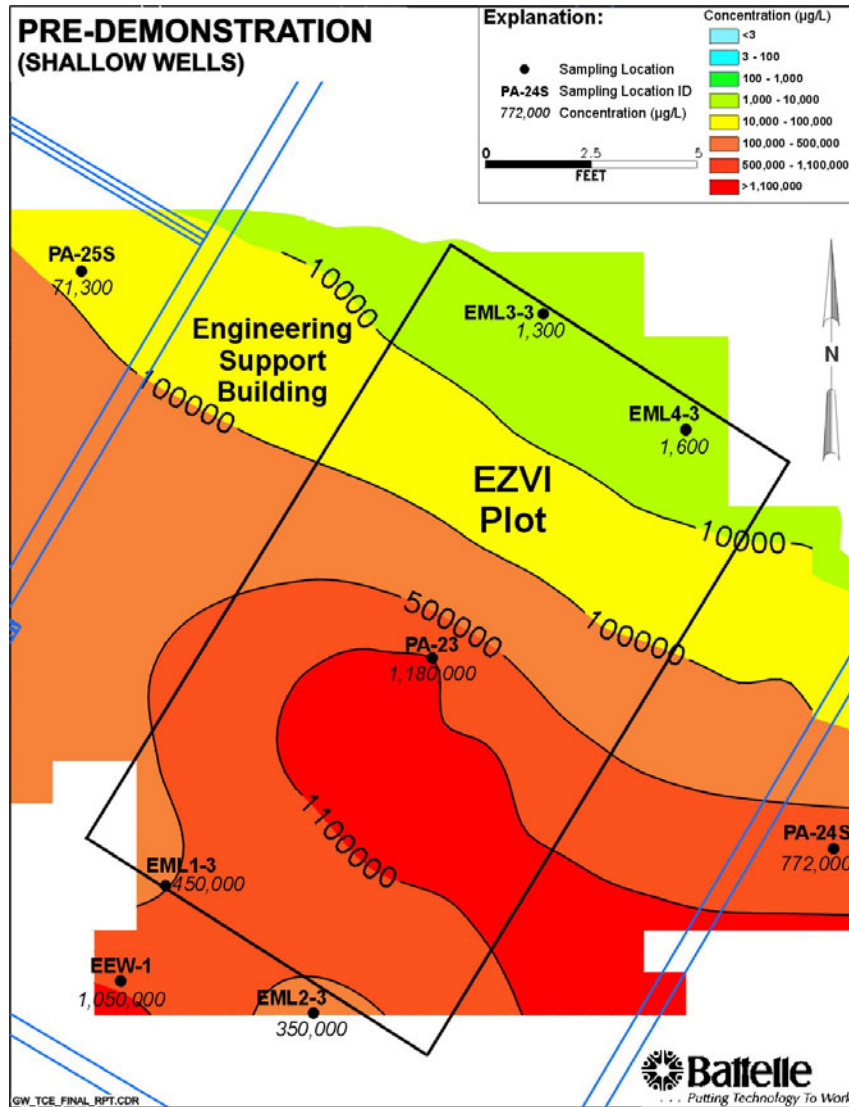 PRE-DEMONSTRATION
(SHALLOW WELLS)
Explanation:
Sampling Location
PA-24S Sampling Location ID
772,000 Concentration (µg/L)
0 2.5 5
FEET
Concentration (µg/L)
<3
3 - 100
100 - 1,000
1,000 - 10,000
10,000 - 100,000
100,000 - 500,000
500,000 - 1,100,000
>1,100,000
N
PA-25S
71,300
10000
EML3-3
1,300
Engineering
Support
Building
100000
EML4-3
1,600
EZVI
Plot
10000
500000
100000
PA-23
1,180,000
1100000
PA-24S
772,000
EML1-3
450,000
EEW-1
1,050,000
EML2-3
350,000
Battelle
. . . Putting Technology To Work
GW_TCE_FINAL_RPT.CDR